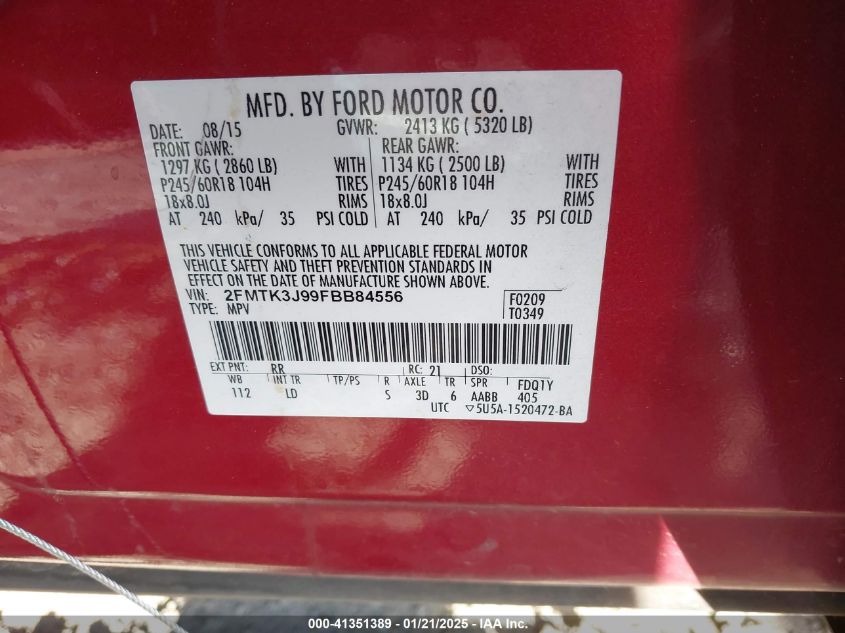 MFD. BY FORD MOTOR CO.
DATE: 08/15 GVWR: 2413 KG ( 5320 LB)
FRONT GAWR: REAR GAWR:
1297 KG ( 2860 LB) WITH 1134 KG ( 2500 LB) WITH
P245/60R18 104H TIRES P245/60R18 104H TIRES
18x8.0J RIMS 18x8.0J RIMS
AT 240 kPa/ 35 PSI COLD AT 240 kPa/ 35 PSI COLD
THIS VEHICLE CONFORMS TO ALL APPLICABLE FEDERAL MOTOR
VEHICLE SAFETY AND THEFT PREVENTION STANDARDS IN
EFFECT ON THE DATE OF MANUFACTURE SHOWN ABOVE.
VIN: 2FMTK3J99FBB84556 F0209
TYPE: MPV T0349
EXT PNT: RR RC: 21 DSO:
WB INT TR TP/PS R AXLE TR SPR FDQ1Y
112 LD S 3D 6 AABB 405
UTC ▽5U5A-1520472-BA
000-41351389 - 01/21/2025 - IAA Inc.